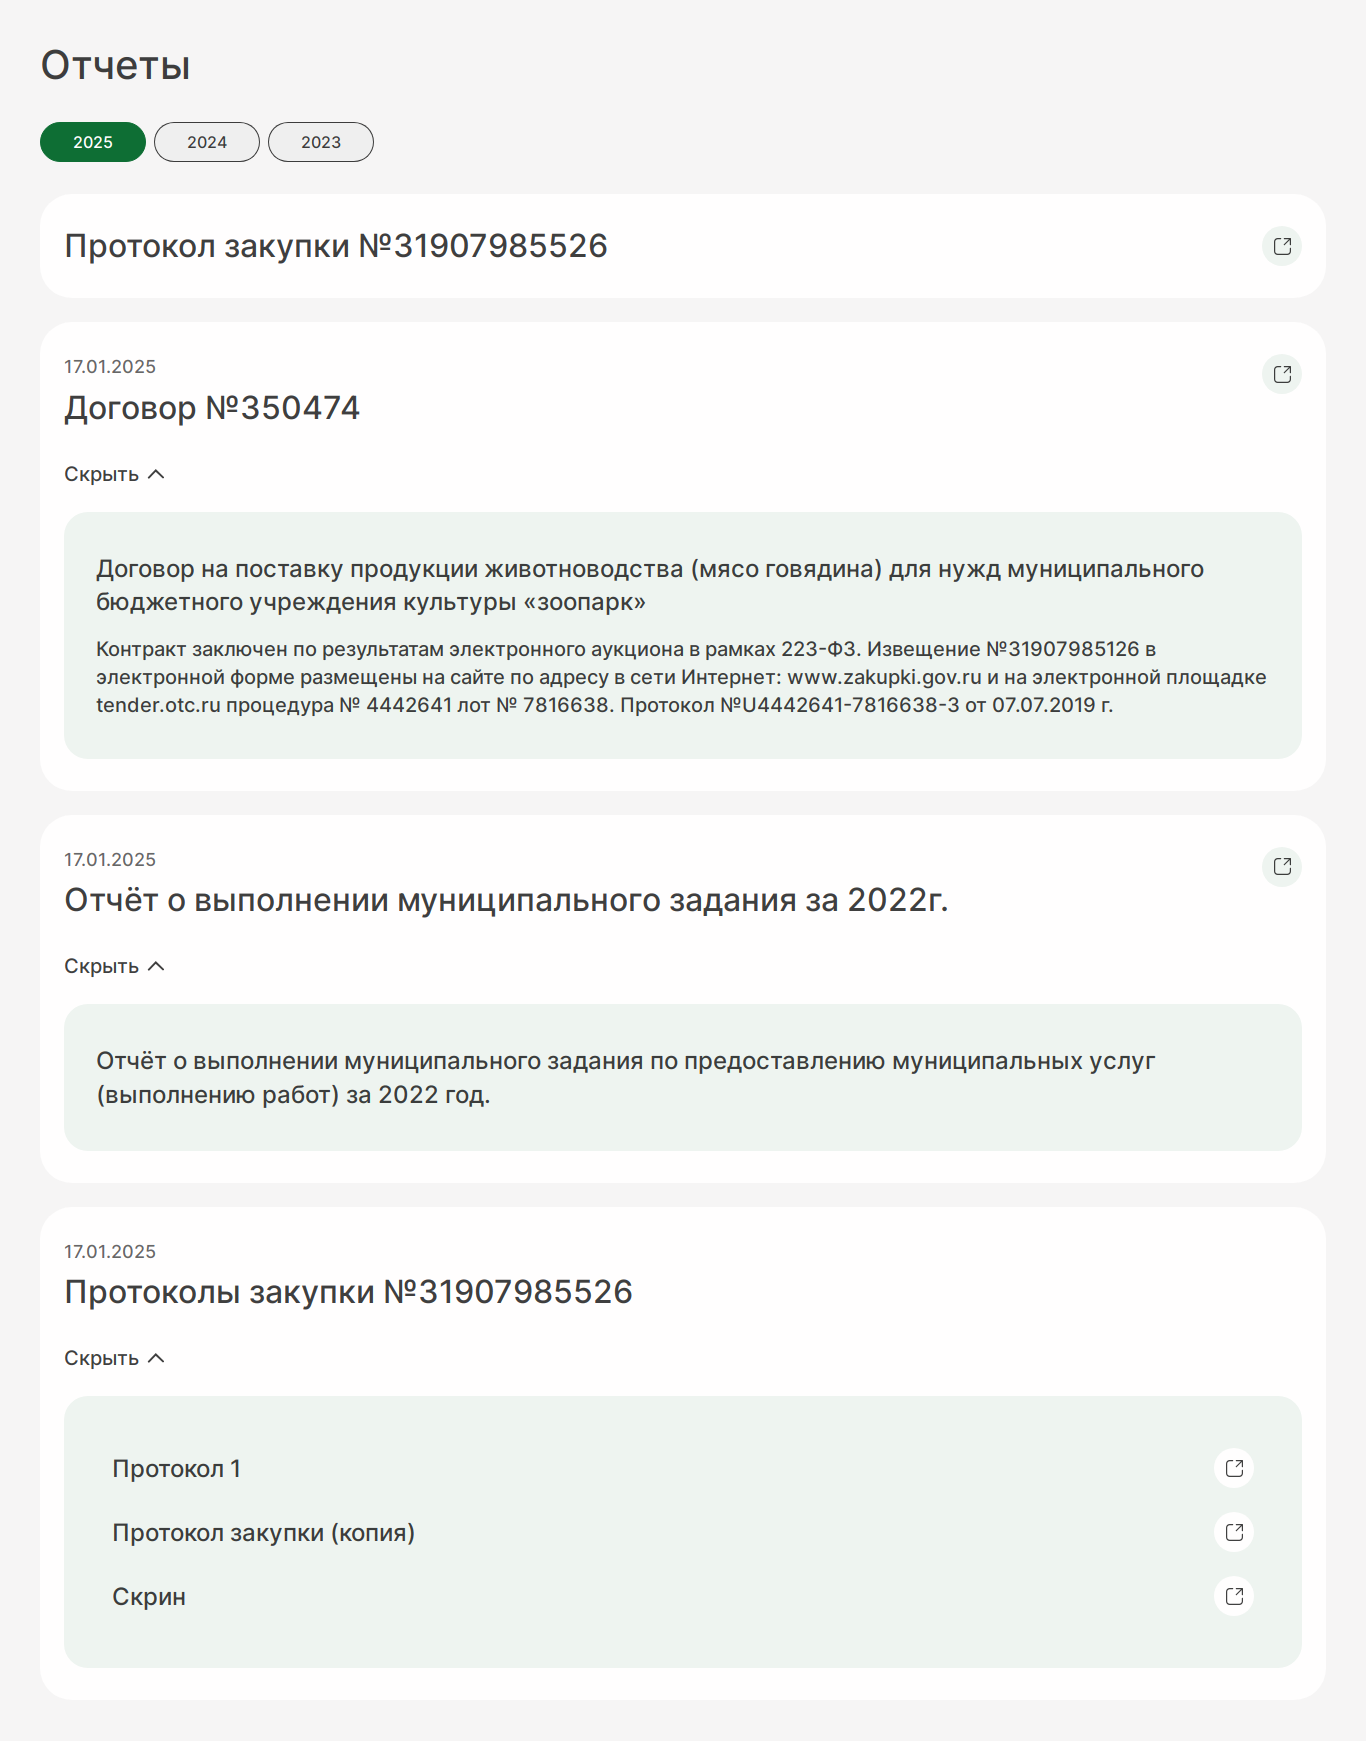 Отчеты
2025 2024 2023
Протокол закупки №31907985526
17.01.2025
Договор №350474
Скрыть
Договор на поставку продукции животноводства (мясо говядина) для нужд муниципального
бюджетного учреждения культуры «зоопарк»
Контракт заключен по результатам электронного аукциона в рамках 223-ФЗ. Извещение №31907985126 в
электронной форме размещены на сайте по адресу в сети Интернет: www.zakupki.gov.ru и на электронной площадке
tender.otc.ru процедура № 4442641 лот № 7816638. Протокол №U4442641-7816638-3 от 07.07.2019 г.
17.01.2025
Отчёт о выполнении муниципального задания за 2022г.
Скрыть
Отчёт о выполнении муниципального задания по предоставлению муниципальных услуг
(выполнению работ) за 2022 год.
17.01.2025
Протоколы закупки №31907985526
Скрыть
Протокол 1
Протокол закупки (копия)
Скрин